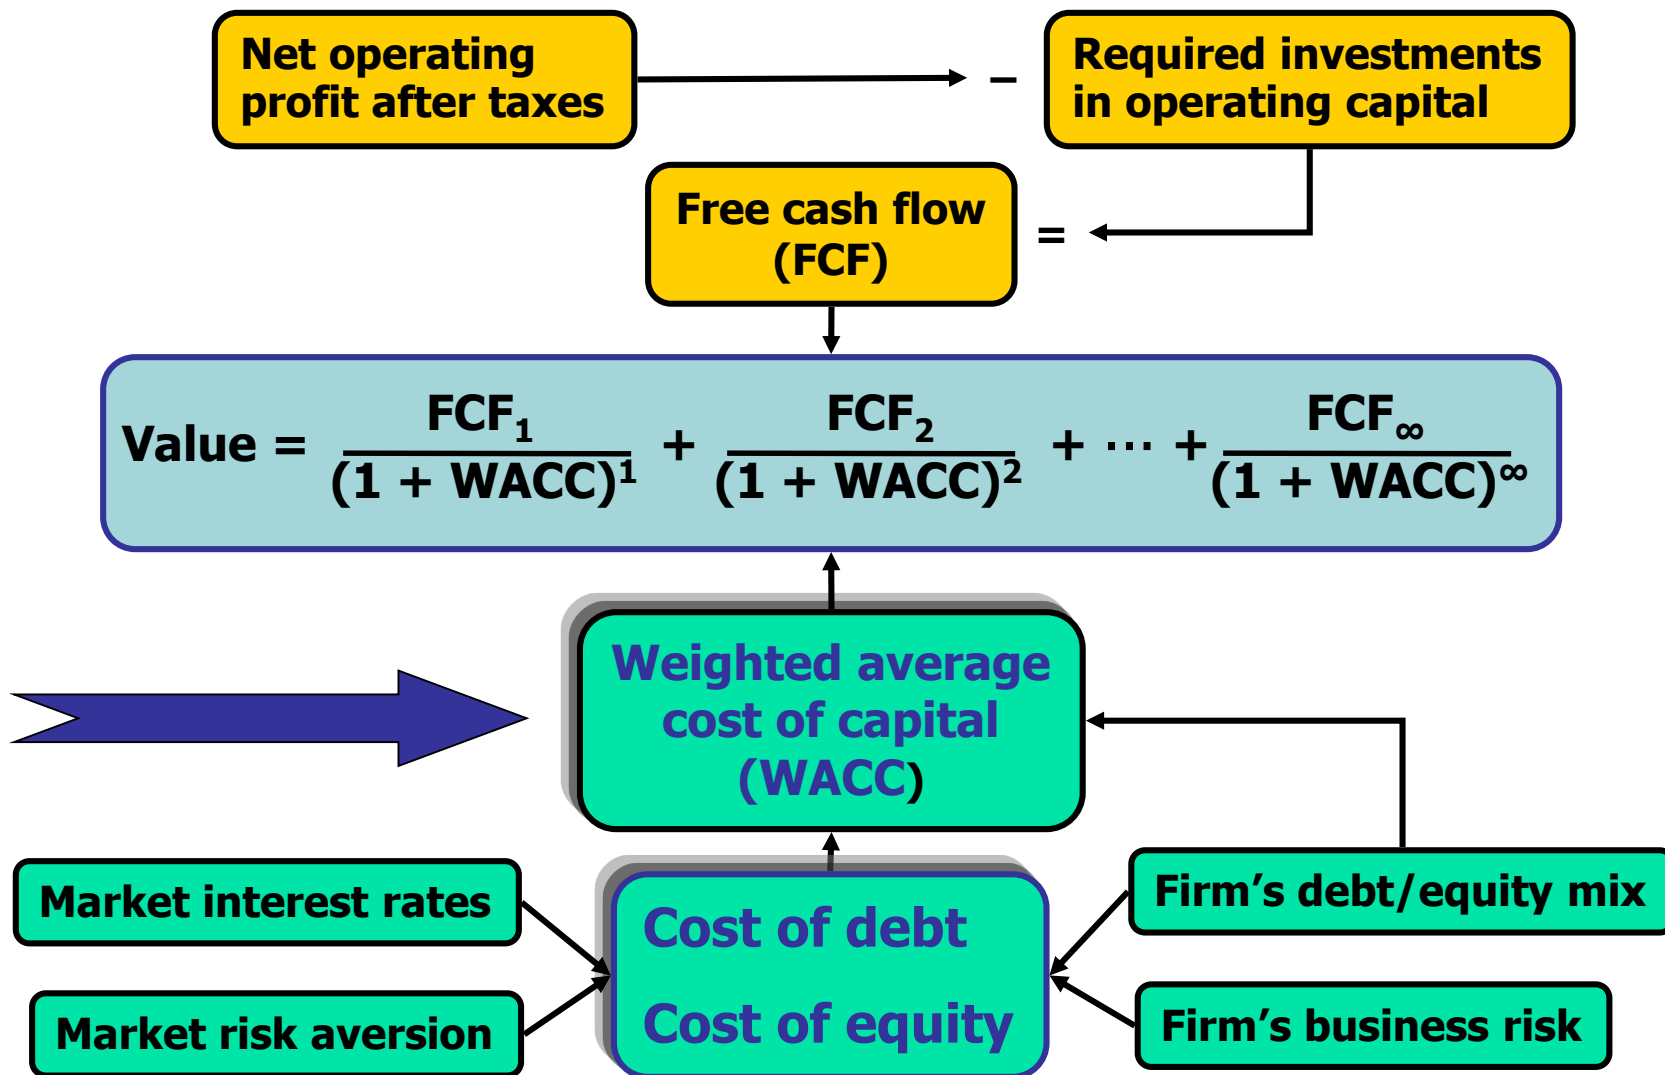 Net operating
profit after taxes
−
Required investments
in operating capital
Free cash flow
(FCF)
=
Value = FCF₁ / (1 + WACC)¹ + FCF₂ / (1 + WACC)² + ⋯ + FCF∞ / (1 + WACC)^∞
Weighted average
cost of capital
(WACC)
Market interest rates
Market risk aversion
Cost of debt
Cost of equity
Firm’s debt/equity mix
Firm’s business risk